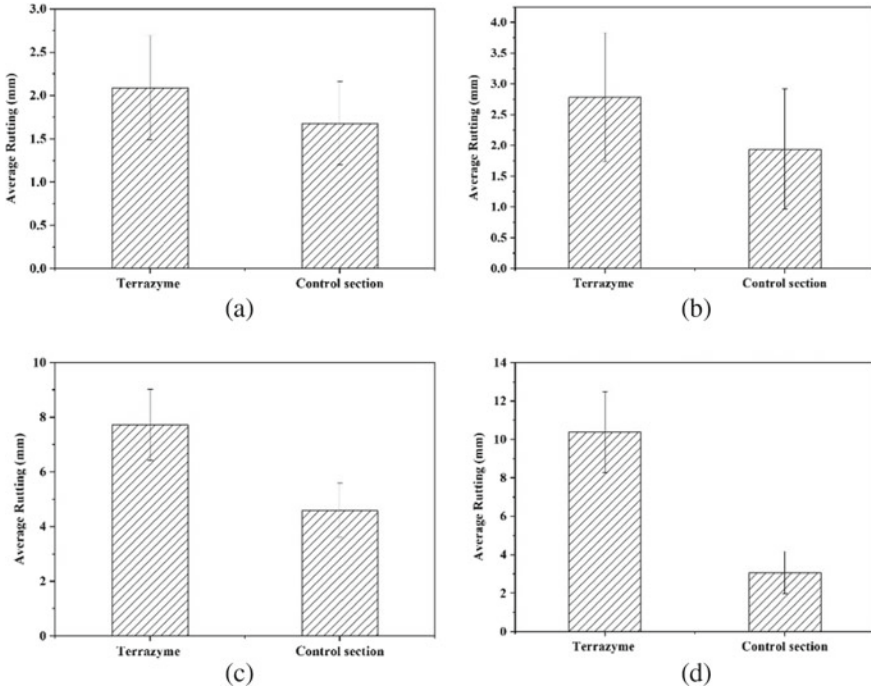 Average Rutting (mm)
3.0
2.5
2.0
1.5
1.0
0.5
0.0
Terrazyme Control section
(a)
Average Rutting (mm)
4.0
3.5
3.0
2.5
2.0
1.5
1.0
0.5
0.0
Terrazyme Control section
(b)
Average Rutting (mm)
10
8
6
4
2
0
Terrazyme Control section
(c)
Average Rutting (mm)
14
12
10
8
6
4
2
0
Terrazyme Control section
(d)